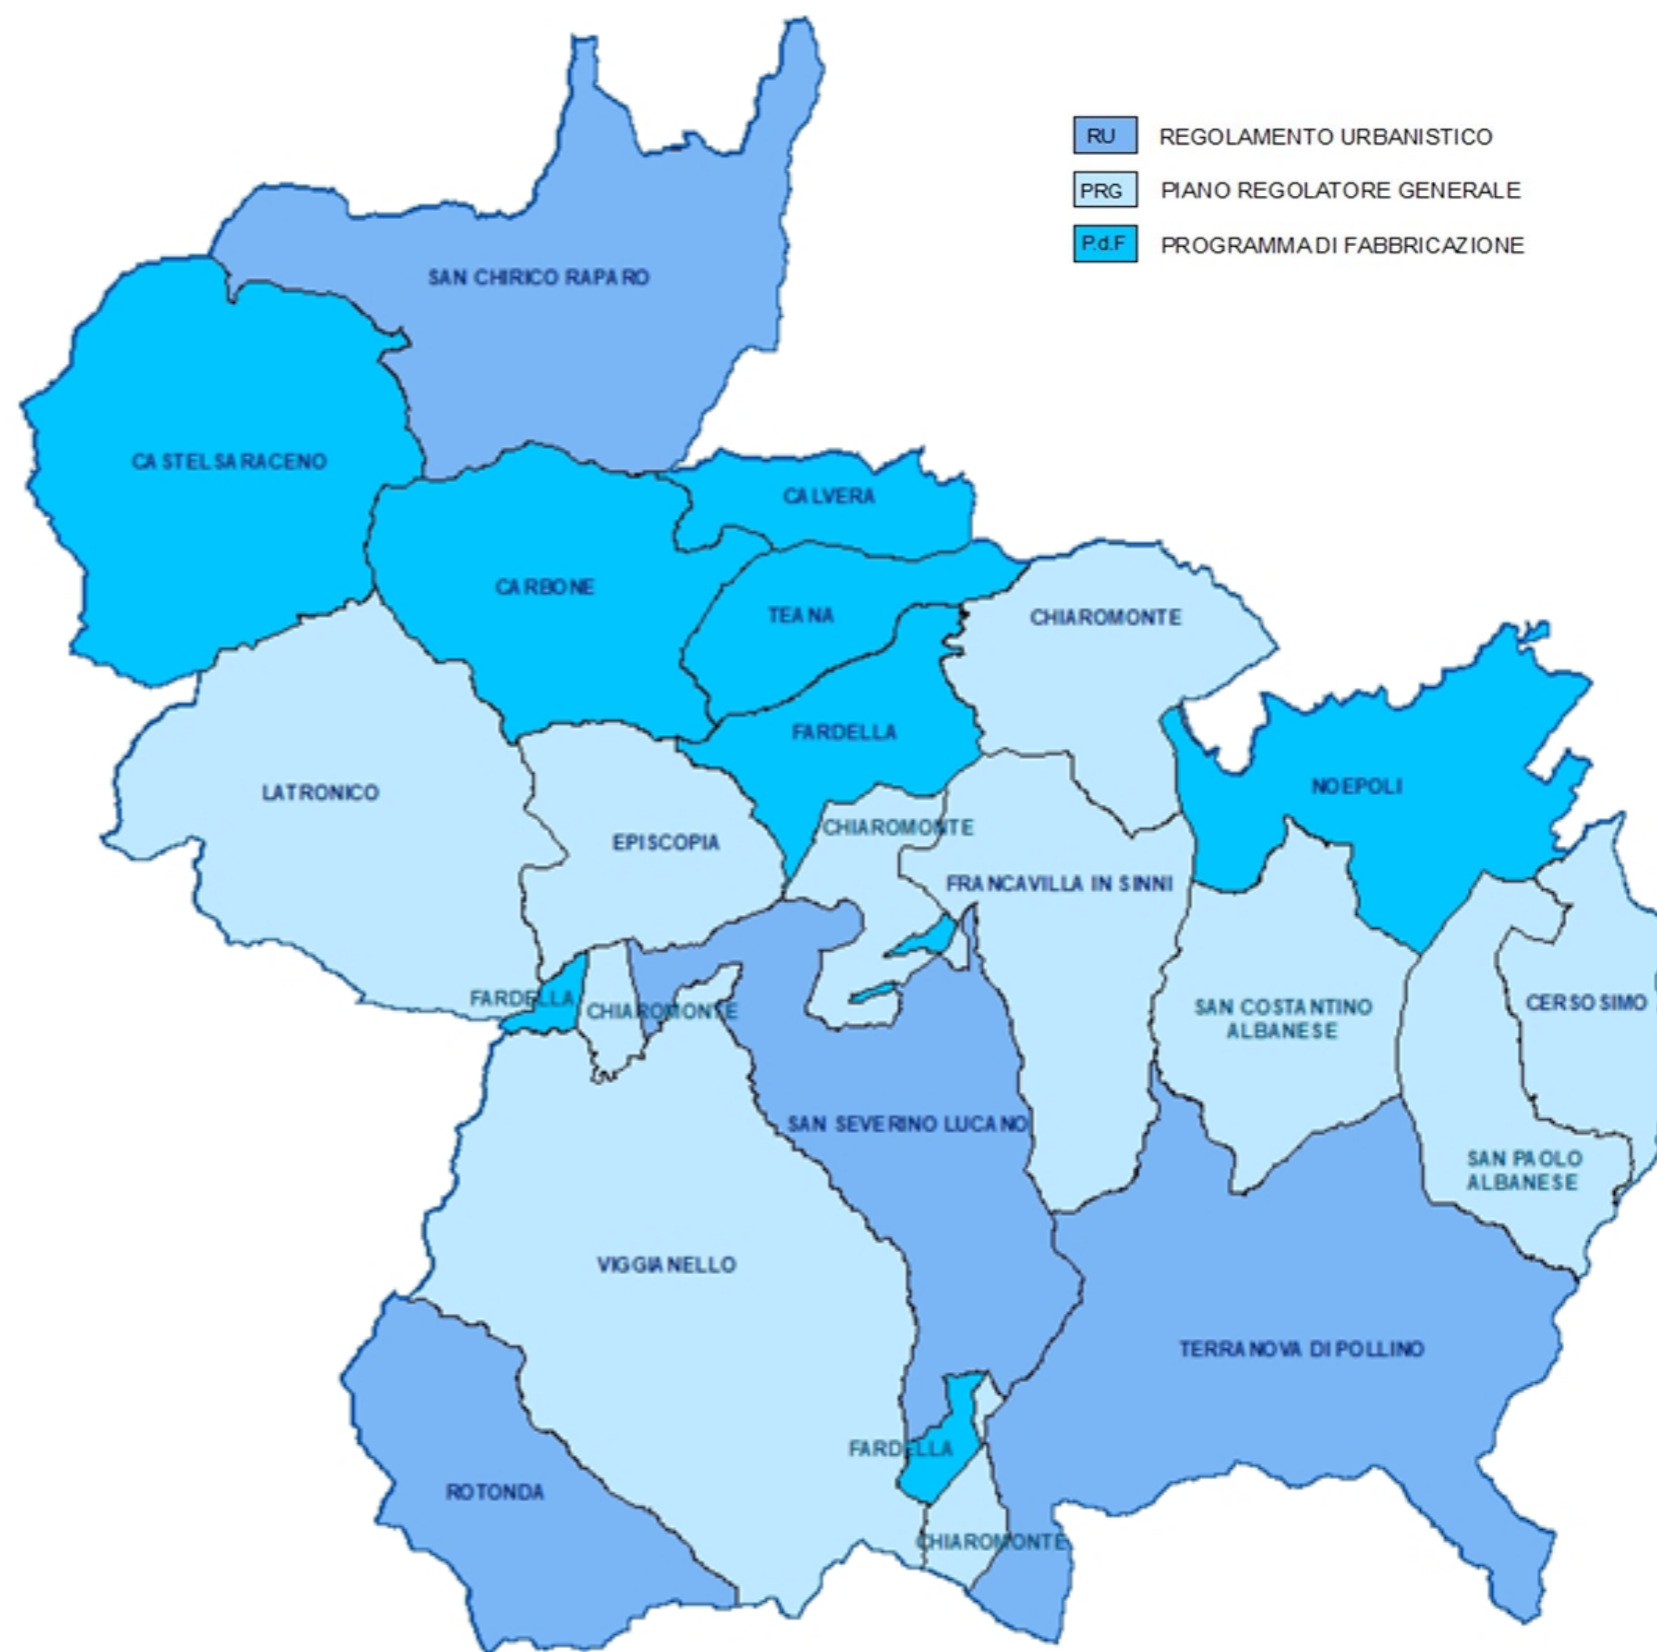 RU REGOLAMENTO URBANISTICO
PRG PIANO REGOLATORE GENERALE
P.d.F PROGRAMMA DI FABBRICAZIONE
SAN CHIRICO RAPARO
CASTELSARACENO
CALVERA
CARBONE
TEANA
CHIAROMONTE
FARDELLA
NOEPOLI
LATRONICO
CHIAROMONTE
EPISCOPIA
FRANCAVILLA IN SINNI
FARDELLA
CHIAROMONTE
SAN COSTANTINO
ALBANESE
CERSOSIMO
SAN SEVERINO LUCANO
SAN PAOLO
ALBANESE
VIGGIANELLO
TERRANOVA DI POLLINO
FARDELLA
ROTONDA
CHIAROMONTE